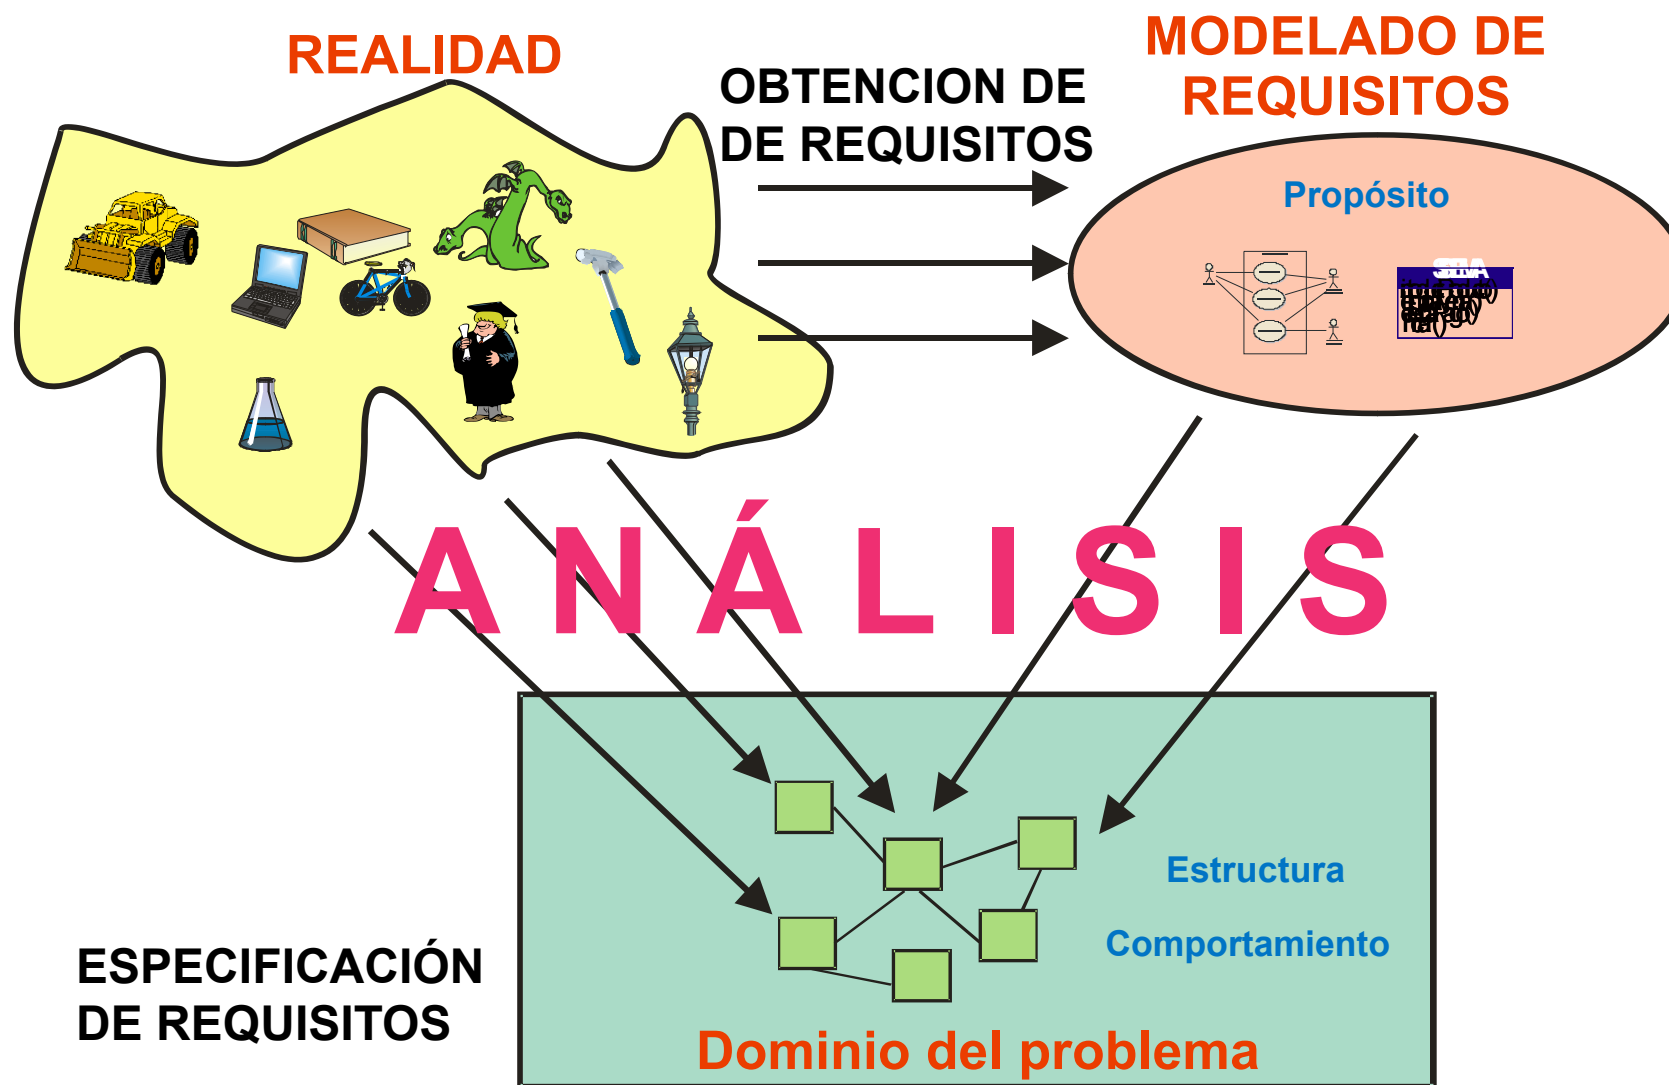 REALIDAD
OBTENCION DE
DE REQUISITOS
MODELADO DE
REQUISITOS
Propósito
ANÁLISIS
Estructura
Comportamiento
ESPECIFICACIÓN
DE REQUISITOS
Dominio del problema